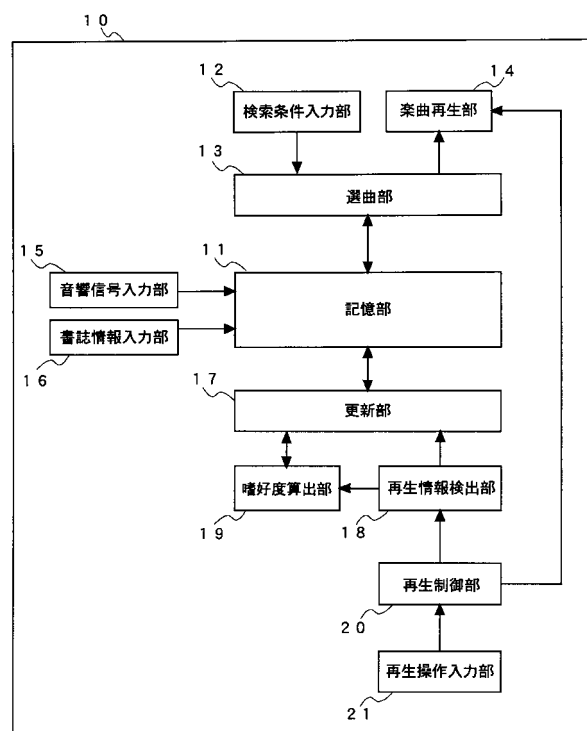 10
12
14
検索条件入力部
楽曲再生部
13
選曲部
15
11
音響信号入力部
記憶部
書誌情報入力部
16
17
更新部
嗜好度算出部
再生情報検出部
19
18
再生制御部
20
再生操作入力部
21